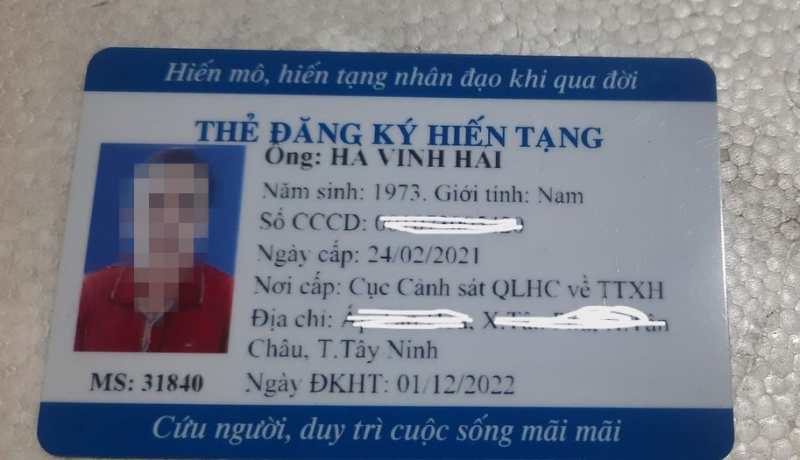 Hiến mô, hiến tạng nhân đạo khi qua đời
THẺ ĐĂNG KÝ HIẾN TẠNG
Ông: HÀ VINH HAI
Năm sinh: 1973. Giới tính: Nam
Số CCCD:
Ngày cấp: 24/02/2021
Nơi cấp: Cục Cảnh sát QLHC về TTXH
Địa chỉ:
Châu, T.Tây Ninh
MS: 31840
Ngày ĐKHT: 01/12/2022
Cứu người, duy trì cuộc sống mãi mãi